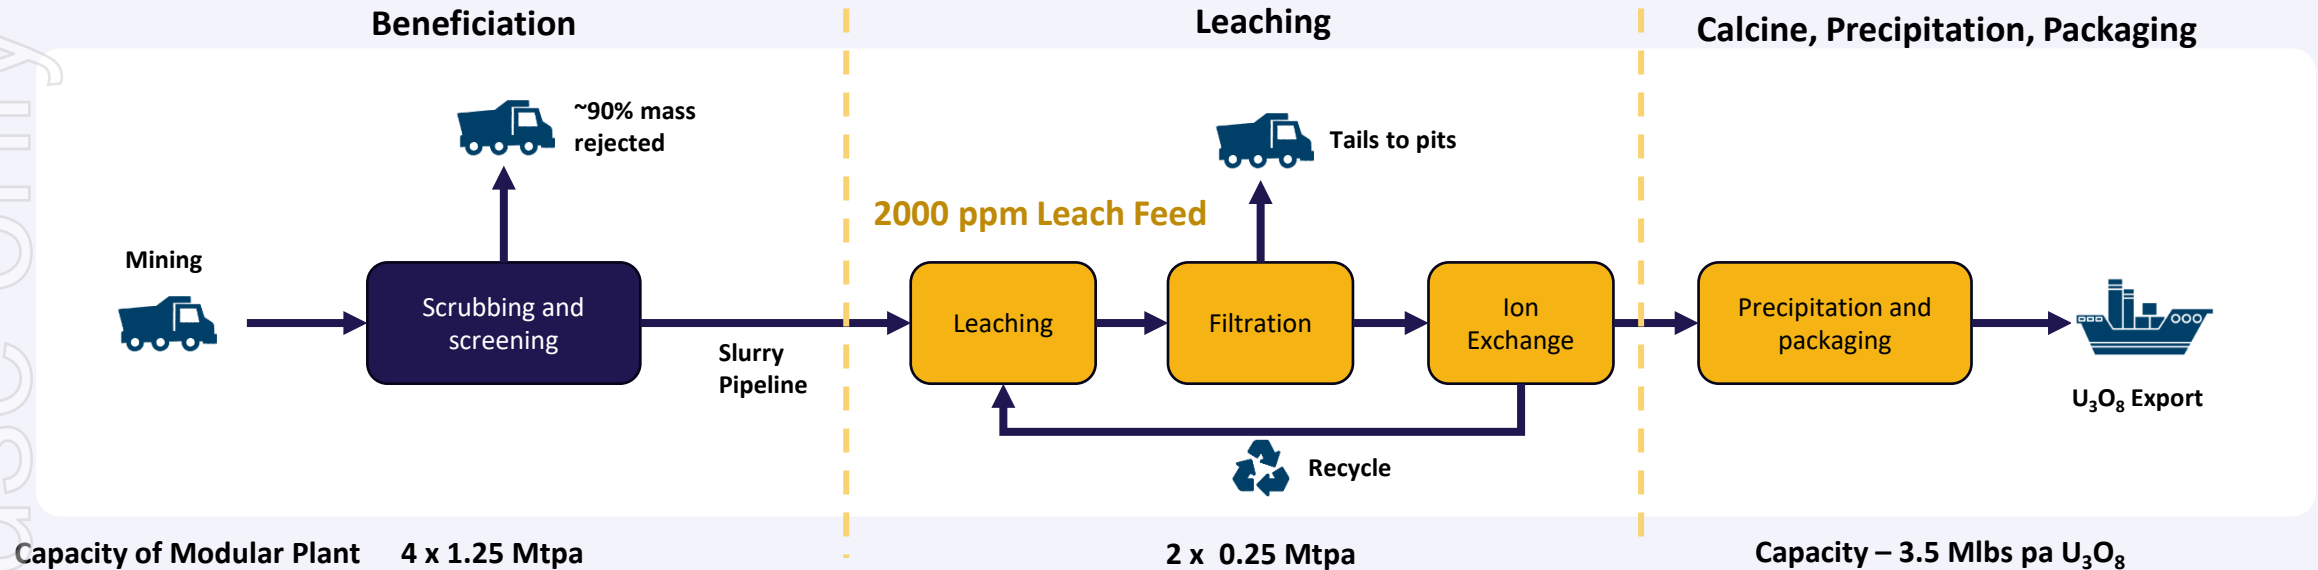 Beneficiation
Leaching
Calcine, Precipitation, Packaging
~90% mass
rejected
Tails to pits
2000 ppm Leach Feed
Mining
Scrubbing and
screening
Slurry
Pipeline
Leaching
Filtration
Ion
Exchange
Precipitation and
packaging
U₃O₈ Export
Recycle
Capacity of Modular Plant
4 x 1.25 Mtpa
2 x 0.25 Mtpa
Capacity – 3.5 Mlbs pa U₃O₈